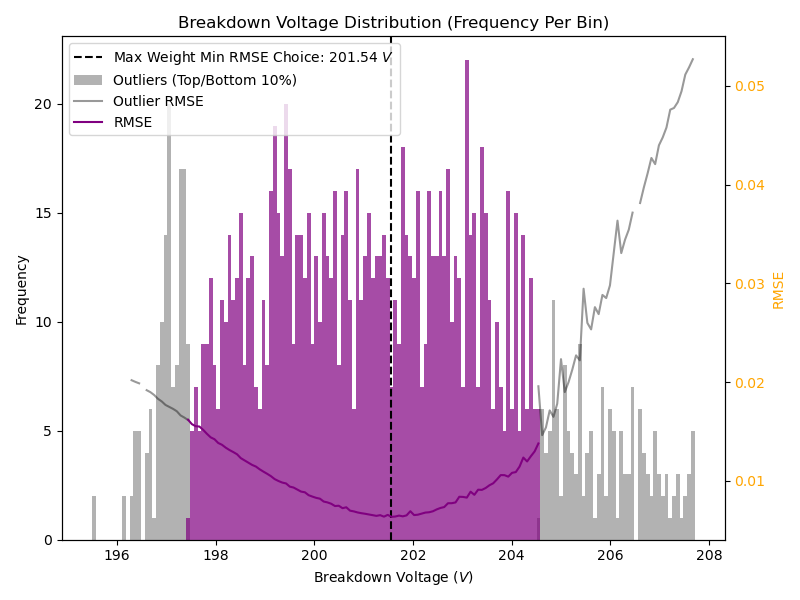 Breakdown Voltage Distribution (Frequency Per Bin)
Max Weight Min RMSE Choice: 201.54 V
Outliers (Top/Bottom 10%)
Outlier RMSE
RMSE
Frequency
0
5
10
15
20
196
198
200
202
204
206
208
Breakdown Voltage (V)
0.05
0.04
0.03
0.02
0.01
RMSE